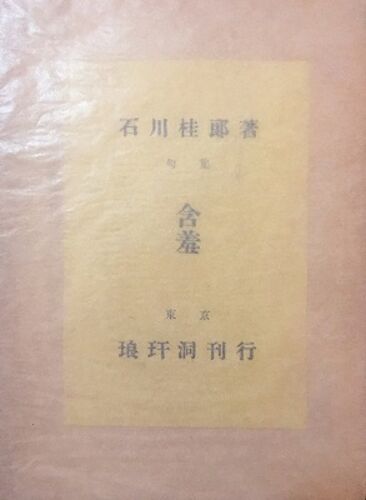 石川桂郎著
句集
含羞
東京
琅玕洞刊行